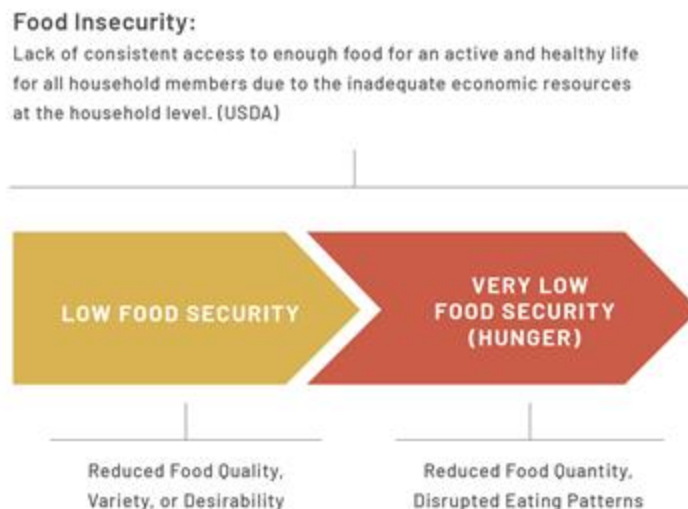 Food Insecurity:
Lack of consistent access to enough food for an active and healthy life
for all household members due to the inadequate economic resources
at the household level. (USDA)
LOW FOOD SECURITY
VERY LOW
FOOD SECURITY
(HUNGER)
Reduced Food Quality,
Variety, or Desirability
Reduced Food Quantity,
Disrupted Eating Patterns